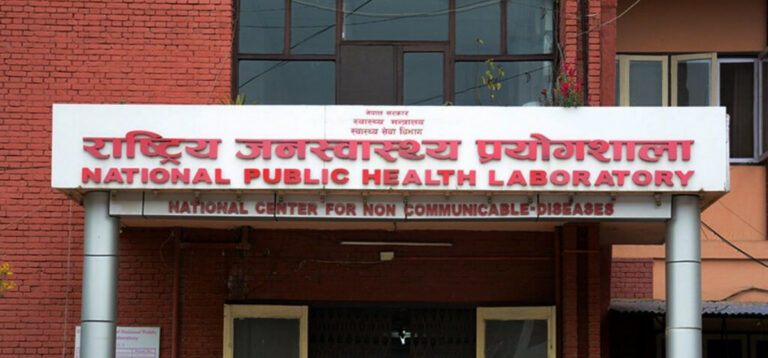 नेपाल सरकार
स्वास्थ्य मन्त्रालय
स्वास्थ्य सेवा विभाग
राष्ट्रिय जनस्वास्थ्य प्रयोगशाला
NATIONAL PUBLIC HEALTH LABORATORY
NATIONAL CENTER FOR NON COMMUNICABLE-DISEASES